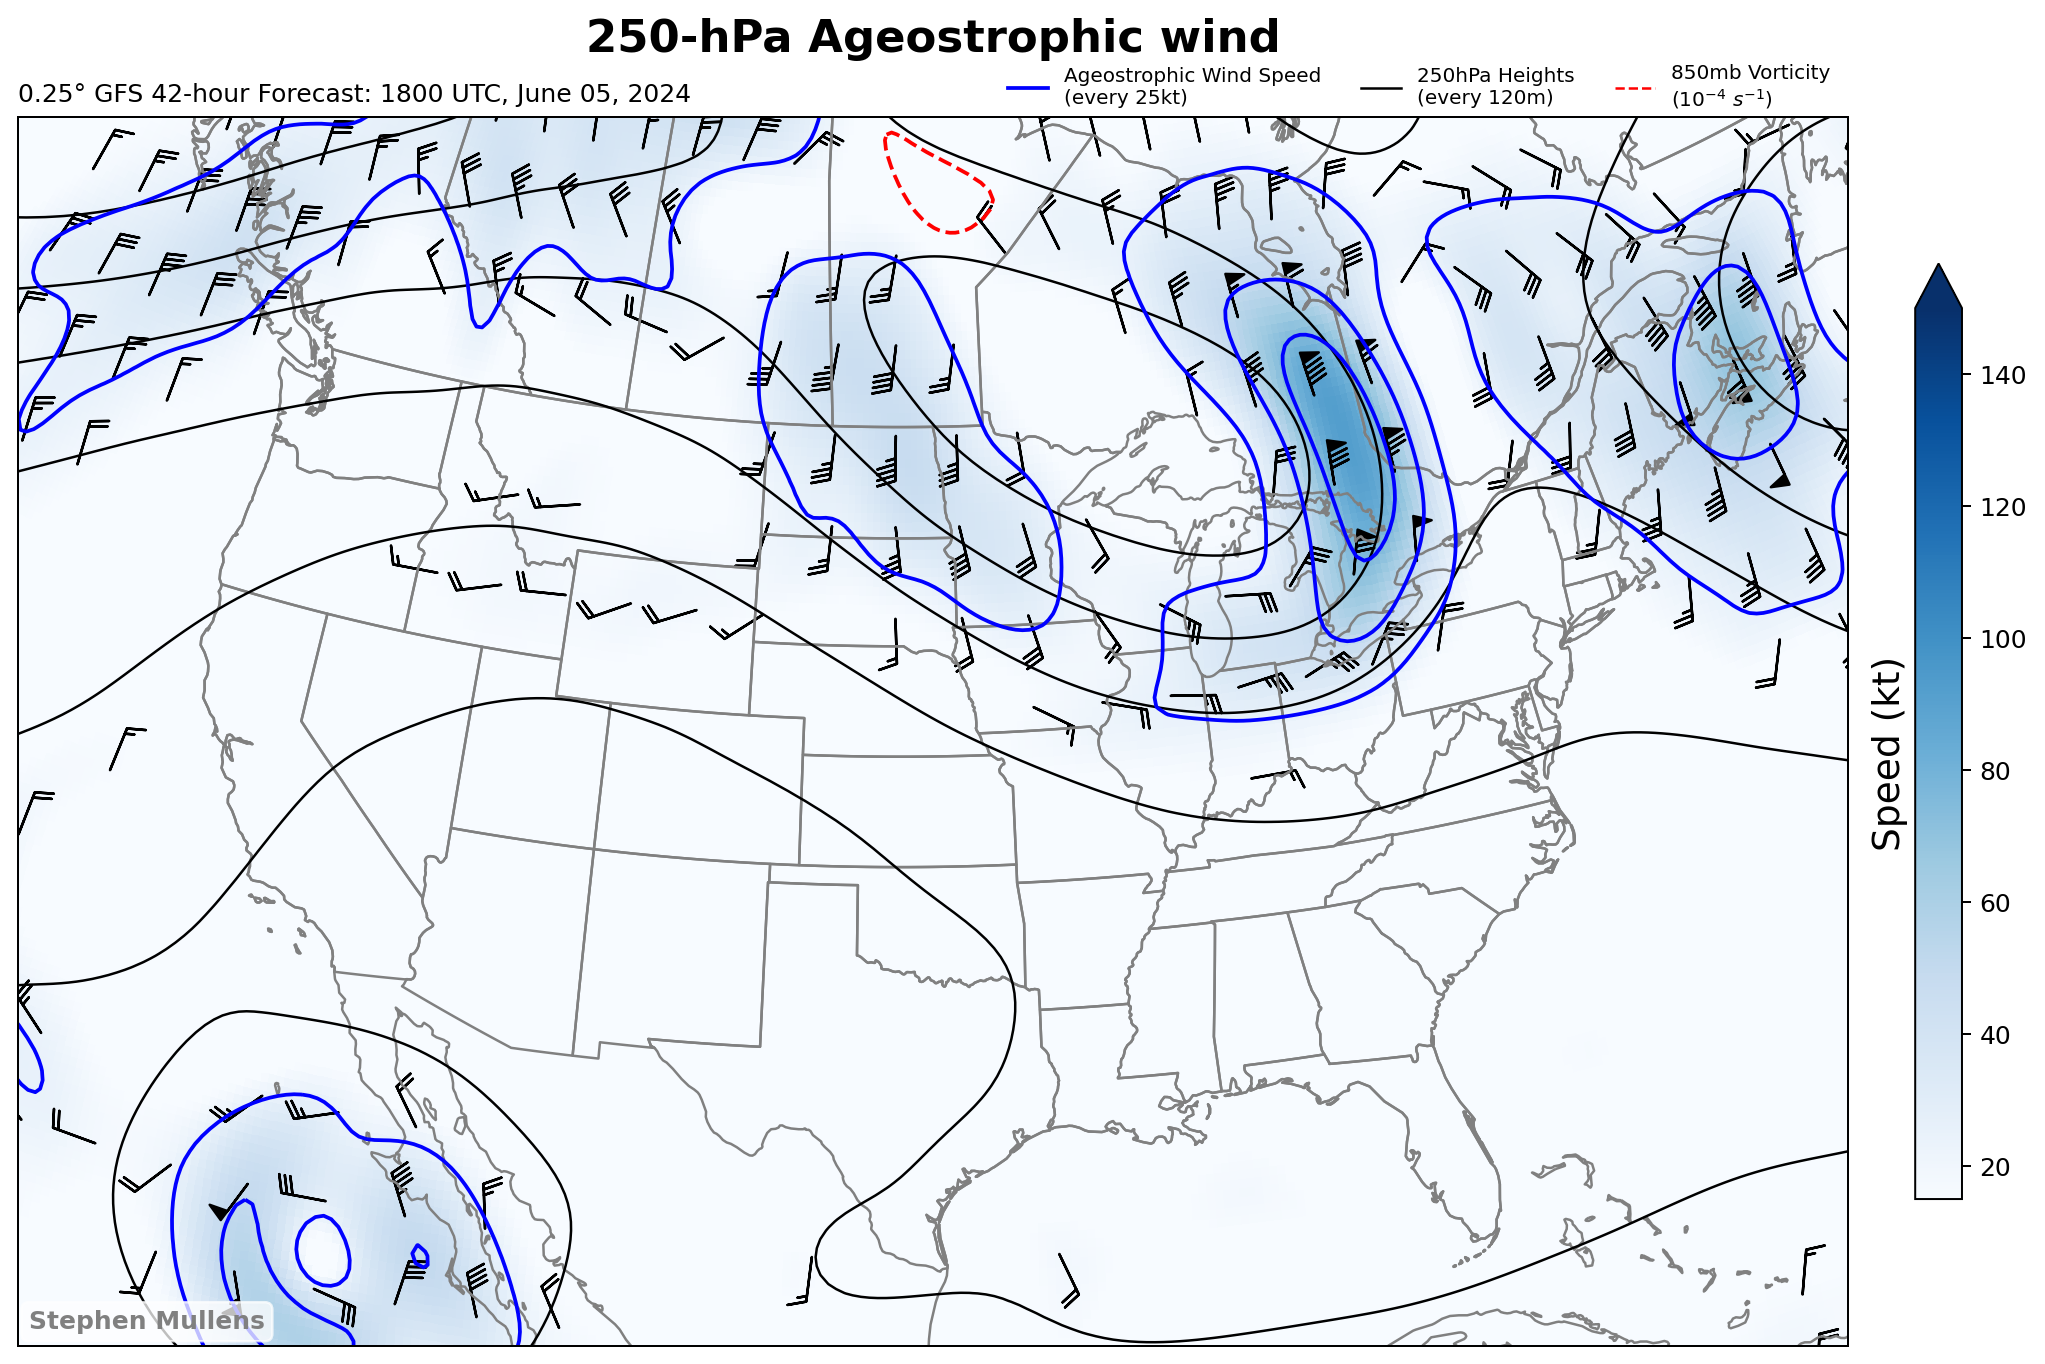 250-hPa Ageostrophic wind
0.25° GFS 42-hour Forecast: 1800 UTC, June 05, 2024
Ageostrophic Wind Speed
(every 25kt)
250hPa Heights
(every 120m)
850mb Vorticity
(10⁻⁴ s⁻¹)
140
120
100
80
60
40
20
Speed (kt)
Stephen Mullens